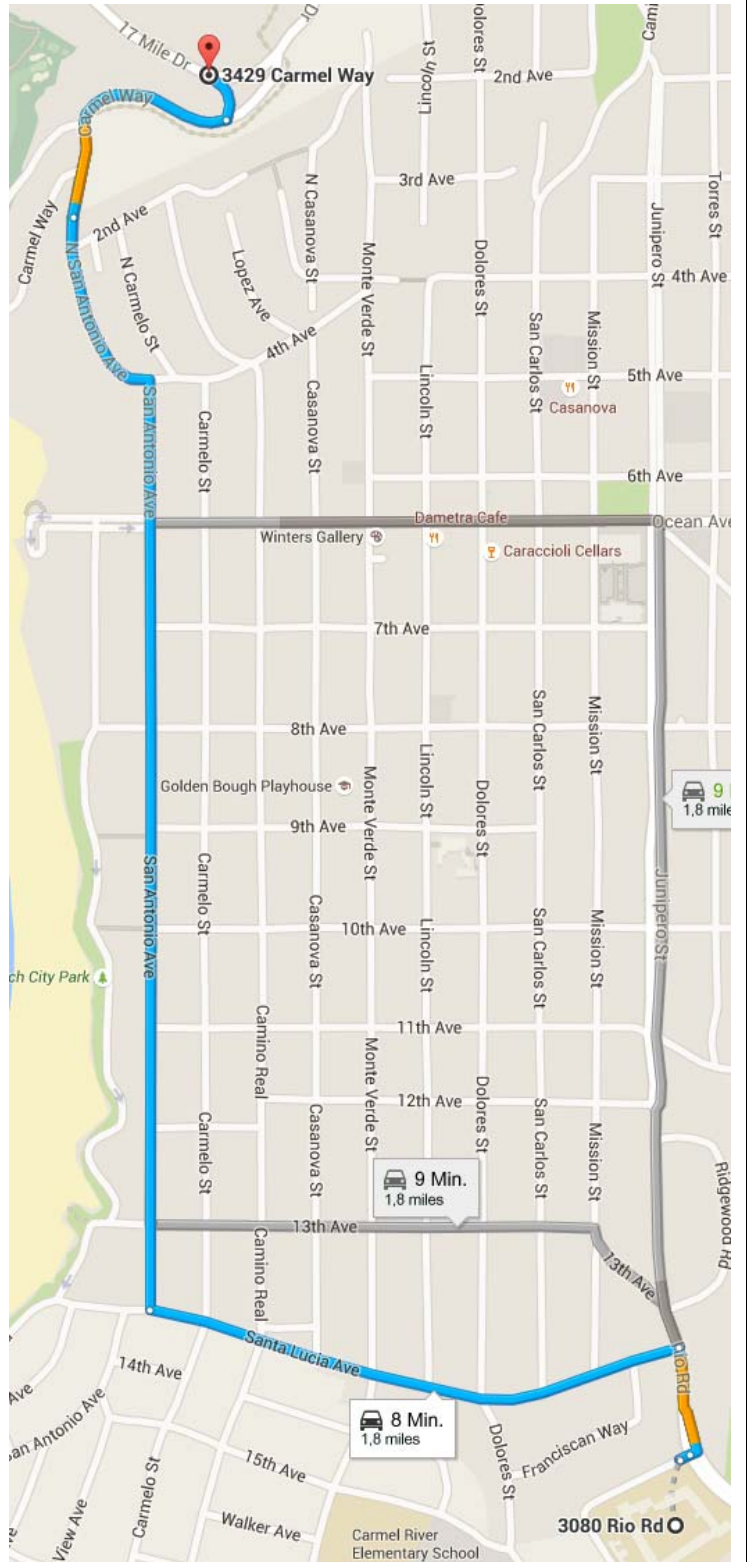 17 Mile Dr
Dr
3429 Carmel Way
Carmel Way
Lincoln St
Dolores St
2nd Ave
3rd Ave
Torres St
Junipero St
Carmel Way
2nd Ave
N Casanova St
Lopez Ave
N Carmelo St
N San Antonio Ave
Monte Verde St
Dolores St
4th Ave
4th Ave
San Carlos St
Mission St
5th Ave
Casanova
San Antonio Ave
Carmelo St
Casanova St
Lincoln St
6th Ave
Dametra Cafe
Ocean Ave
Winters Gallery
Caraccioli Cellars
7th Ave
8th Ave
San Carlos St
Mission St
Lincoln St
Golden Bough Playhouse
Monte Verde St
Dolores St
9
1,8 mile
9th Ave
San Antonio Ave
Carmelo St
Casanova St
10th Ave
Lincoln St
San Carlos St
Mission St
Junipero St
ch City Park
Camino Real
11th Ave
Monte Verde St
12th Ave
Dolores St
San Carlos St
Mission St
Carmelo St
Casanova St
Ridgewood Rd
9 Min.
1,8 miles
13th Ave
13th Ave
Camino Real
Santa Lucia Ave
Rio Rd
14th Ave
Ave
San Antonio Ave
8 Min.
1,8 miles
Dolores St
Franciscan Way
15th Ave
View Ave
Carmelo St
Walker Ave
3080 Rio Rd
Carmel River
Elementary School